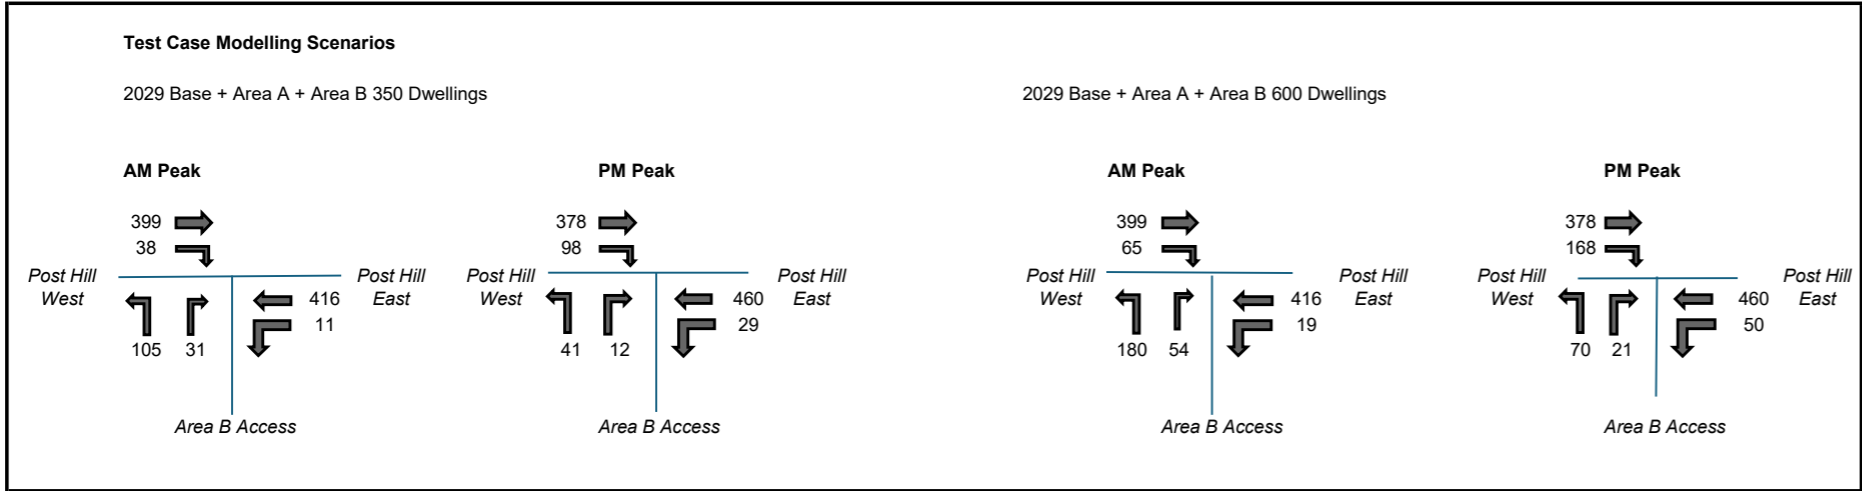 Test Case Modelling Scenarios
2029 Base + Area A + Area B 350 Dwellings
2029 Base + Area A + Area B 600 Dwellings
AM Peak
399
38
Post Hill
West
Post Hill
East
416
11
105 31
Area B Access
PM Peak
378
98
Post Hill
West
Post Hill
East
460
29
41 12
Area B Access
AM Peak
399
65
Post Hill
West
Post Hill
East
416
19
180 54
Area B Access
PM Peak
378
168
Post Hill
West
Post Hill
East
460
50
70 21
Area B Access